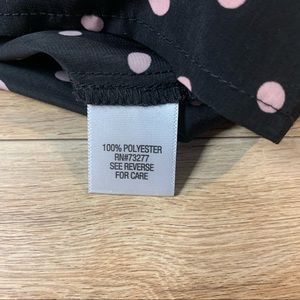 100% POLYESTER
RN#73277
SEE REVERSE
FOR CARE